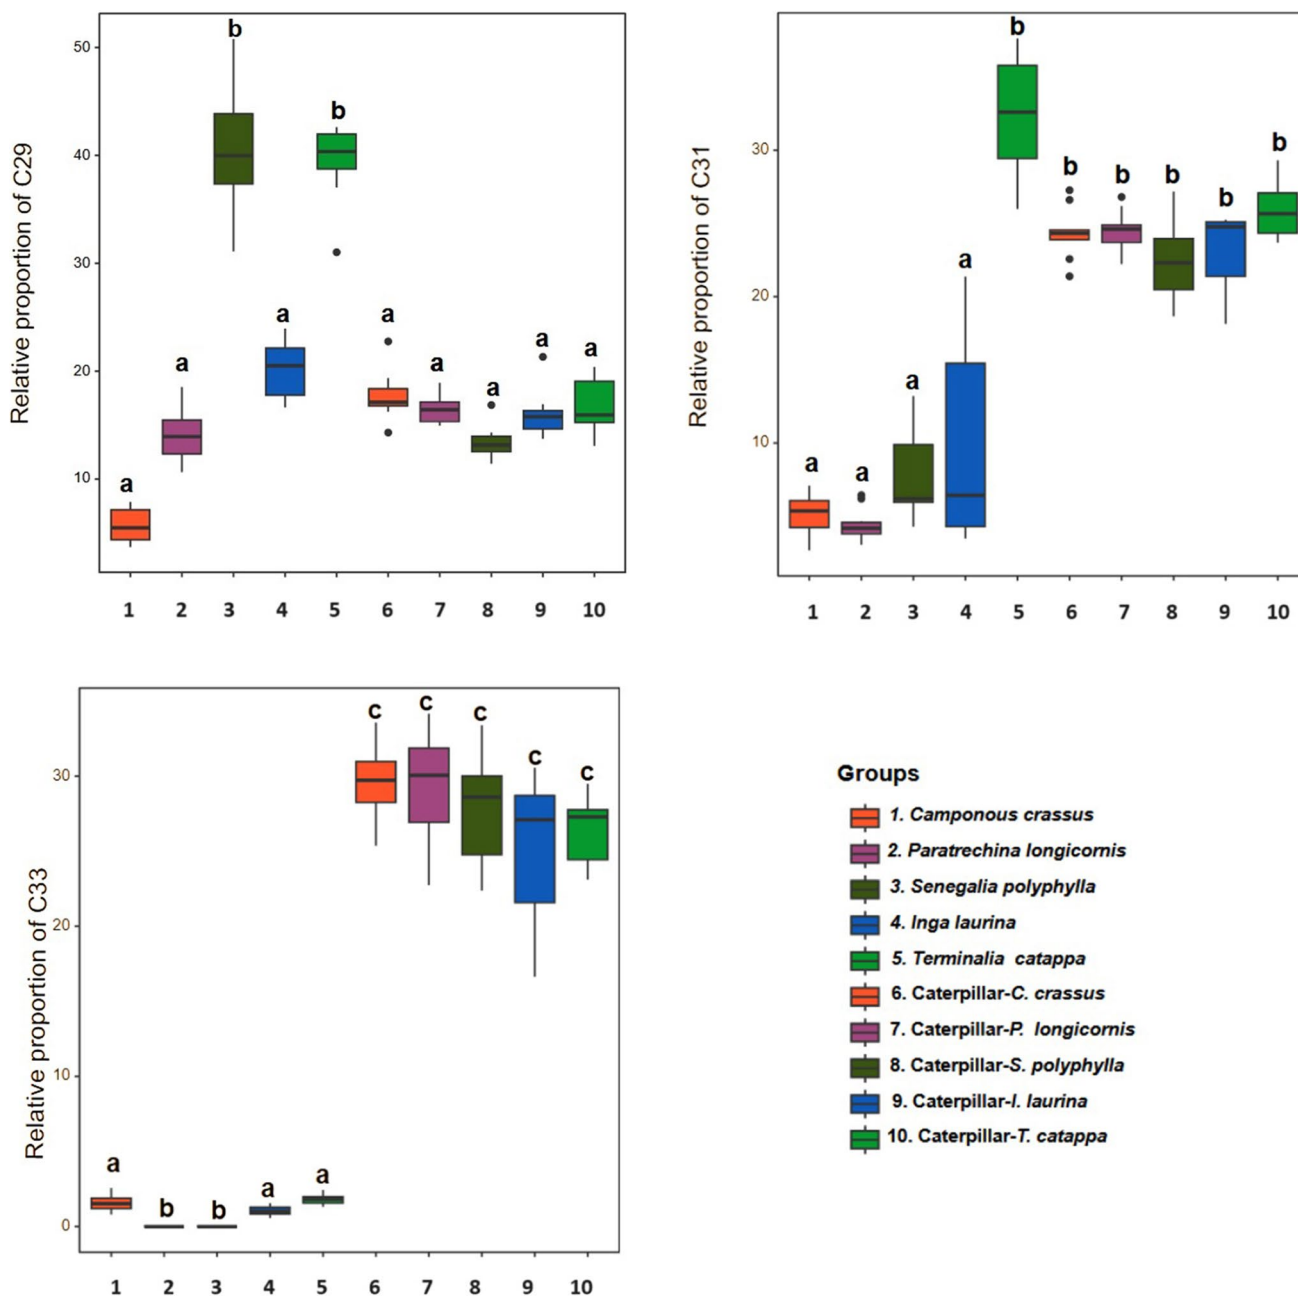 Relative proportion of C29
50
40
30
20
10
a
a
b
a
b
a
a
a
a
a
1 2 3 4 5 6 7 8 9 10
Relative proportion of C31
30
20
10
a
a
a
a
b
b
b
b
b
b
1 2 3 4 5 6 7 8 9 10
Relative proportion of C33
30
20
10
0
a
b
b
a
a
c
c
c
c
c
1 2 3 4 5 6 7 8 9 10
Groups
1. Camponous crassus
2. Paratrechina longicornis
3. Senegalia polyphylla
4. Inga laurina
5. Terminalia catappa
6. Caterpillar-C. crassus
7. Caterpillar-P. longicornis
8. Caterpillar-S. polyphylla
9. Caterpillar-I. laurina
10. Caterpillar-T. catappa